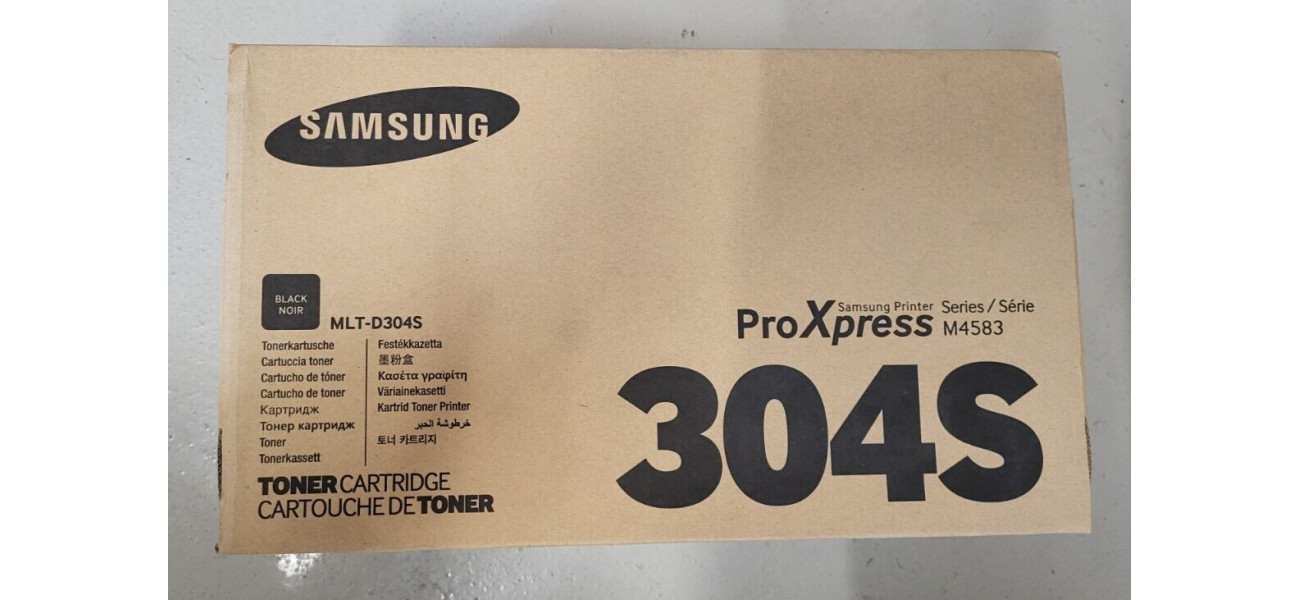 SAMSUNG
BLACK
NOIR
MLT-D304S
Tonerkartusche
Cartuccia toner
Cartucho de tóner
Cartucho de toner
Картридж
Тонер картридж
Toner
Tonerkassett
Festékkazetta
墨粉盒
Κασέτα γραφίτη
Väriainekasetti
Kartrid Toner Printer
خرطوشة الحبر
토너 카트리지
TONER CARTRIDGE
CARTOUCHE DE TONER
Samsung Printer
ProXpress Series / Série
M4583
304S